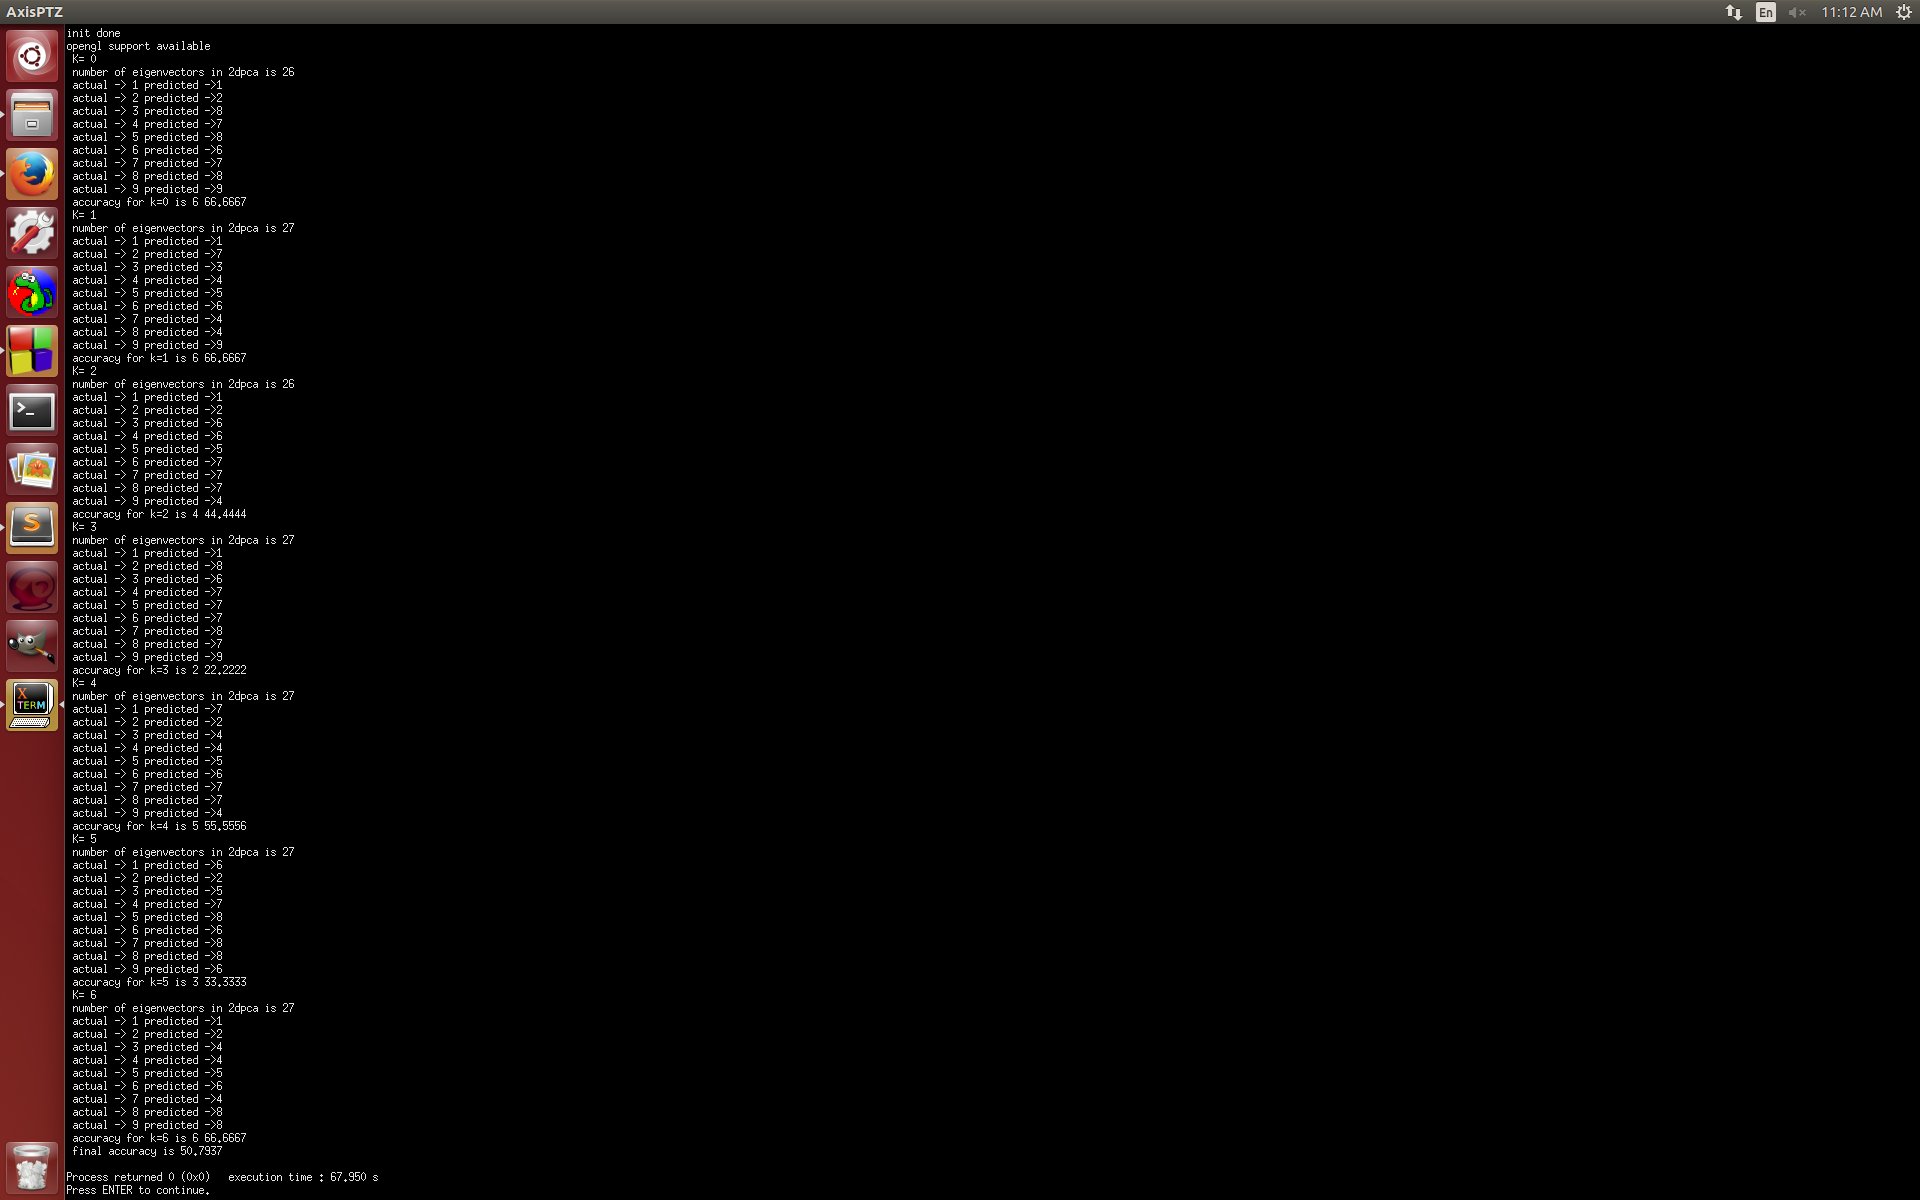 AxisPTZ
En
11:12 AM
init done
opengl support available
K= 0
number of eigenvectors in 2dpca is 26
actual -> 1 predicted ->1
actual -> 2 predicted ->2
actual -> 3 predicted ->8
actual -> 4 predicted ->7
actual -> 5 predicted ->8
actual -> 6 predicted ->6
actual -> 7 predicted ->7
actual -> 8 predicted ->8
actual -> 9 predicted ->9
accuracy for k=0 is 6 66.6667
K= 1
number of eigenvectors in 2dpca is 27
actual -> 1 predicted ->1
actual -> 2 predicted ->7
actual -> 3 predicted ->3
actual -> 4 predicted ->4
actual -> 5 predicted ->5
actual -> 6 predicted ->6
actual -> 7 predicted ->4
actual -> 8 predicted ->4
actual -> 9 predicted ->9
accuracy for k=1 is 6 66.6667
K= 2
number of eigenvectors in 2dpca is 26
actual -> 1 predicted ->1
actual -> 2 predicted ->2
actual -> 3 predicted ->6
actual -> 4 predicted ->6
actual -> 5 predicted ->5
actual -> 6 predicted ->7
actual -> 7 predicted ->7
actual -> 8 predicted ->7
actual -> 9 predicted ->4
accuracy for k=2 is 4 44.4444
K= 3
number of eigenvectors in 2dpca is 27
actual -> 1 predicted ->1
actual -> 2 predicted ->8
actual -> 3 predicted ->6
actual -> 4 predicted ->7
actual -> 5 predicted ->7
actual -> 6 predicted ->7
actual -> 7 predicted ->8
actual -> 8 predicted ->7
actual -> 9 predicted ->9
accuracy for k=3 is 2 22.2222
K= 4
number of eigenvectors in 2dpca is 27
actual -> 1 predicted ->7
actual -> 2 predicted ->2
actual -> 3 predicted ->4
actual -> 4 predicted ->4
actual -> 5 predicted ->5
actual -> 6 predicted ->6
actual -> 7 predicted ->7
actual -> 8 predicted ->7
actual -> 9 predicted ->4
accuracy for k=4 is 5 55.5556
K= 5
number of eigenvectors in 2dpca is 27
actual -> 1 predicted ->6
actual -> 2 predicted ->2
actual -> 3 predicted ->5
actual -> 4 predicted ->7
actual -> 5 predicted ->8
actual -> 6 predicted ->6
actual -> 7 predicted ->8
actual -> 8 predicted ->8
actual -> 9 predicted ->6
accuracy for k=5 is 3 33.3333
K= 6
number of eigenvectors in 2dpca is 27
actual -> 1 predicted ->1
actual -> 2 predicted ->2
actual -> 3 predicted ->4
actual -> 4 predicted ->4
actual -> 5 predicted ->5
actual -> 6 predicted ->6
actual -> 7 predicted ->4
actual -> 8 predicted ->8
actual -> 9 predicted ->8
accuracy for k=6 is 6 66.6667
final accuracy is 50.7937
Process returned 0 (0x0)   execution time : 67.950 s
Press ENTER to continue.
>_
S
X
TERM